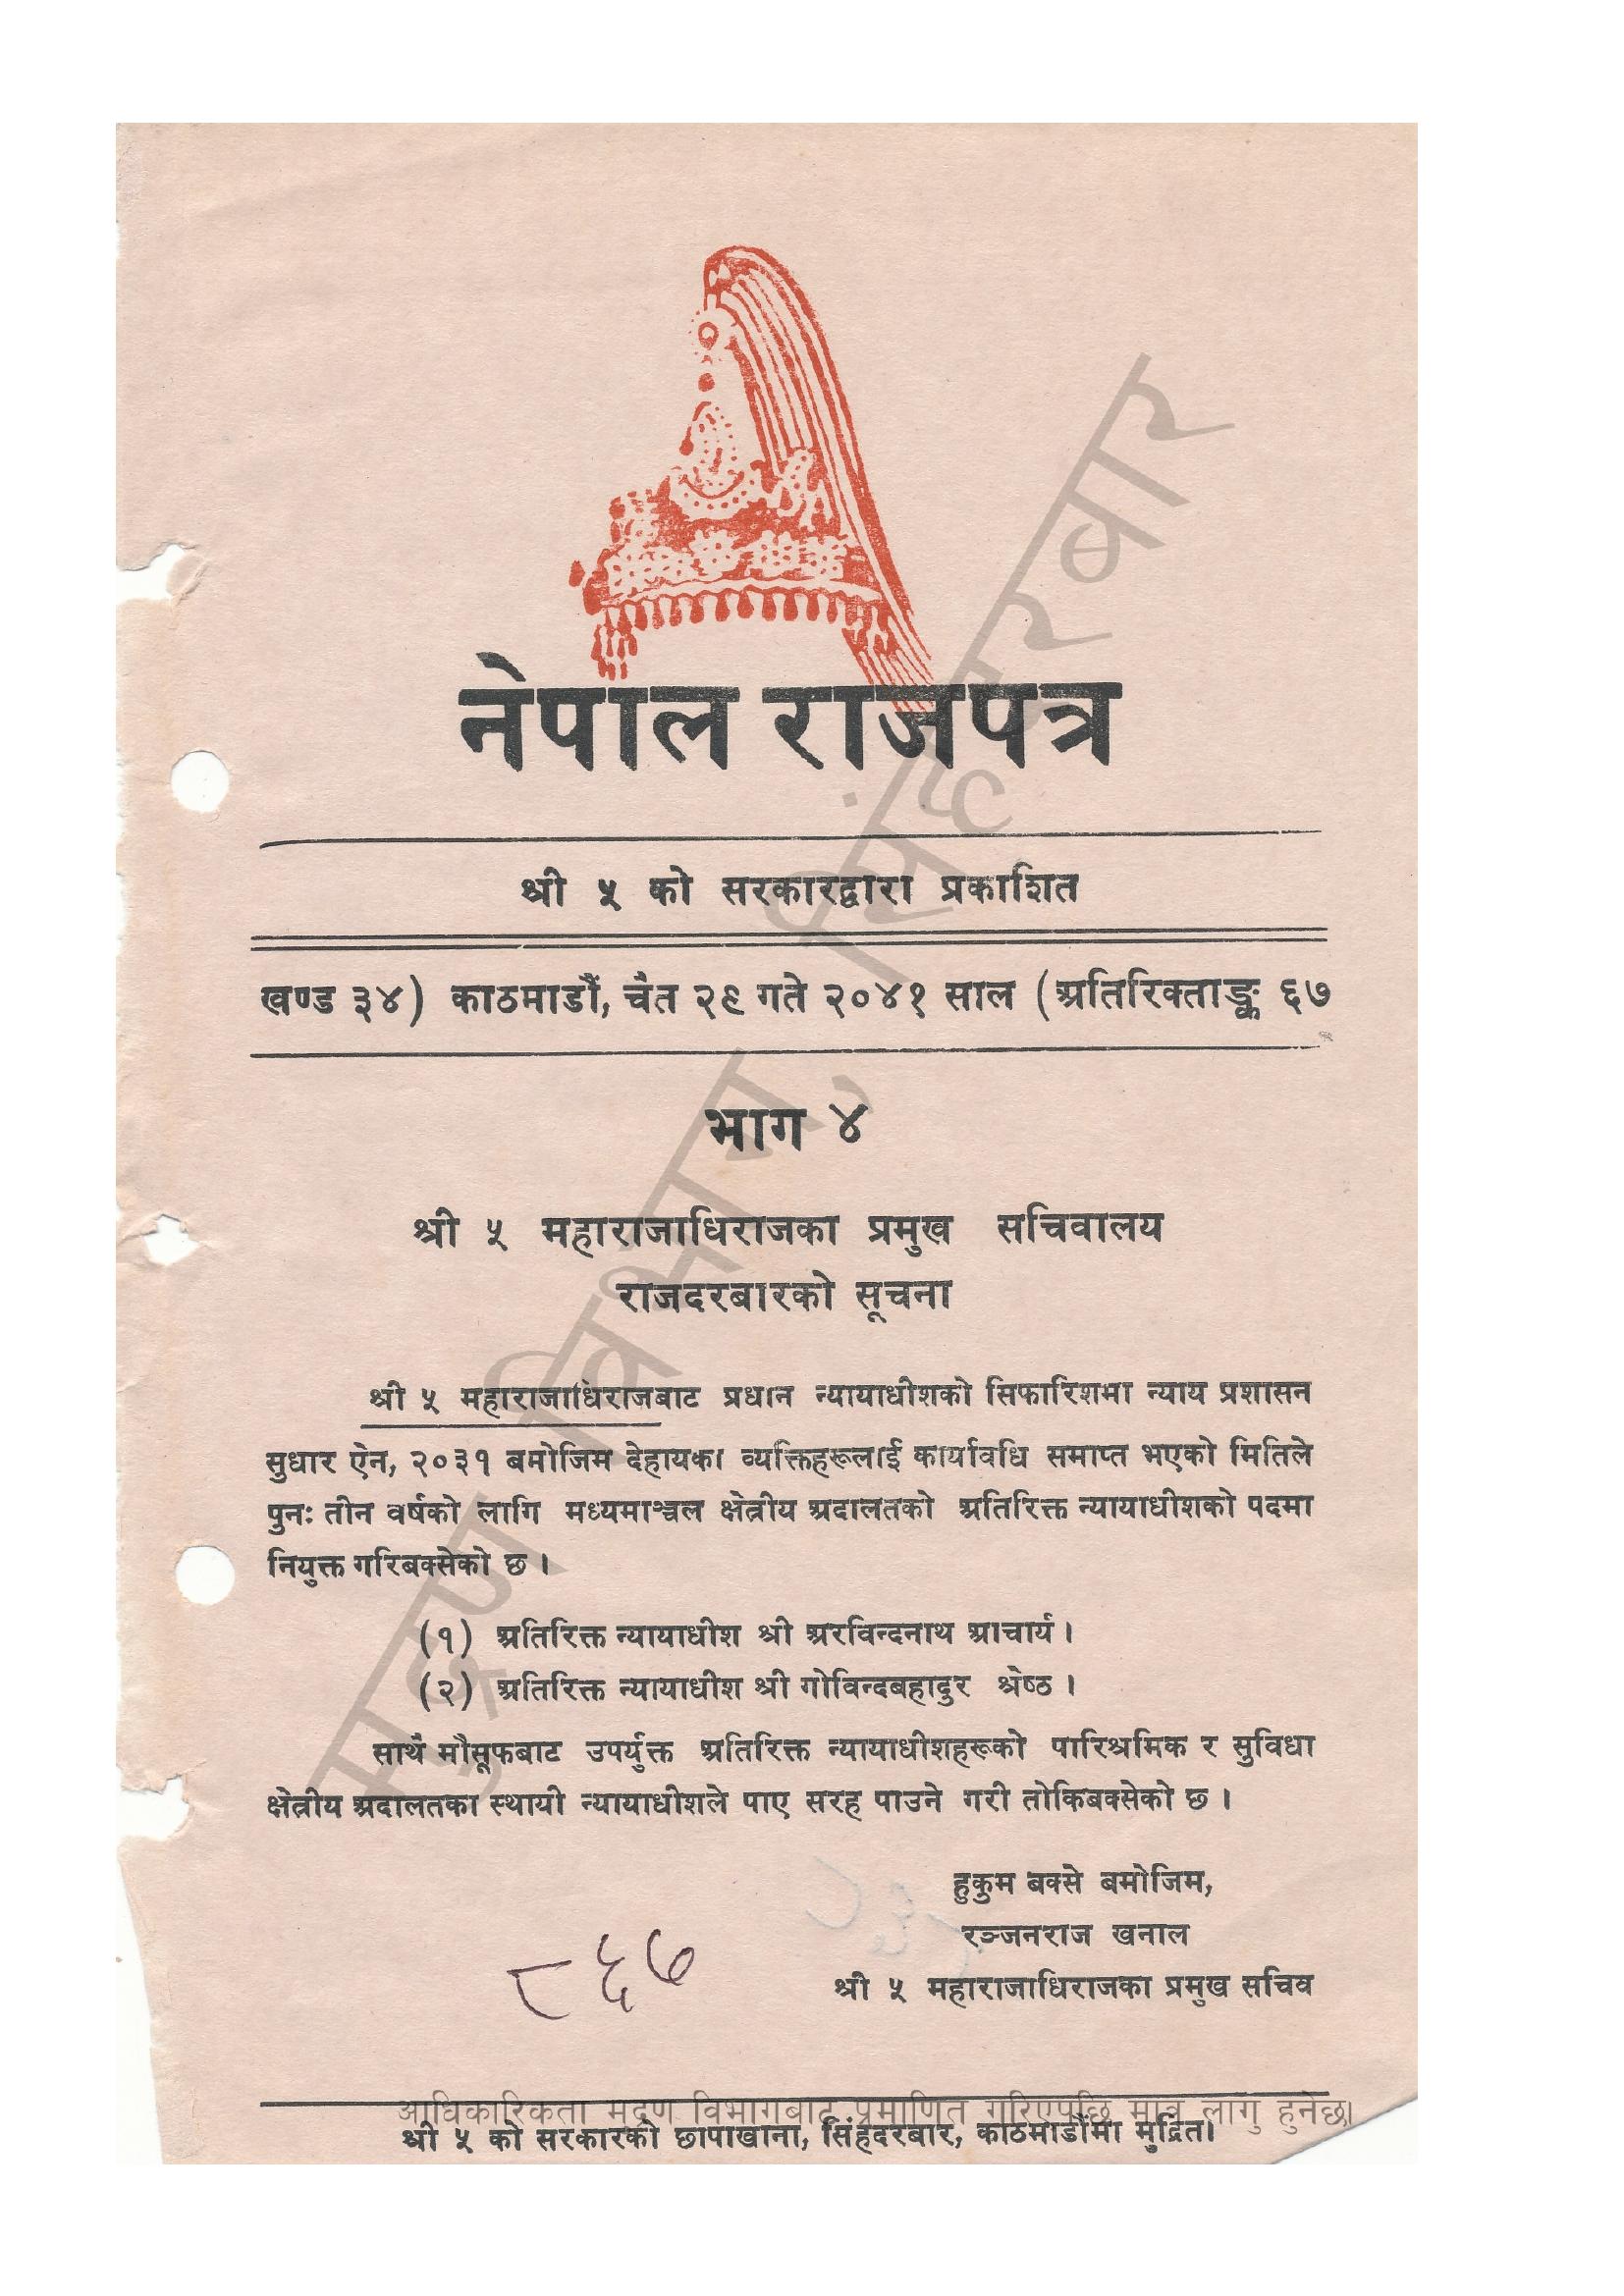 नेपाल राजपत्र
श्री ५ को सरकारद्वारा प्रकाशित
खण्ड ३४) काठमाडौं, चैत २९ गते २०४१ साल (अतिरिक्ताङ्क ६७
भाग ४
श्री ५ महाराजाधिराजका प्रमुख सचिवालय
राजदरबारको सूचना
श्री ५ महाराजाधिराजबाट प्रधान न्यायाधीशको सिफारिशमा न्याय प्रशासन
सुधार ऐन, २०३१ बमोजिम देहायका व्यक्तिहरूलाई कार्यावधि समाप्त भएको मितिले
पुनः तीन वर्षको लागि मध्यमाञ्चल क्षेत्रीय अदालतको अतिरिक्त न्यायाधीशको पदमा
नियुक्त गरिबक्सेको छ ।
(१) अतिरिक्त न्यायाधीश श्री अरविन्दनाथ आचार्य ।
(२) अतिरिक्त न्यायाधीश श्री गोविन्दबहादुर श्रेष्ठ ।
साथै मौसूफबाट उपर्युक्त अतिरिक्त न्यायाधीशहरूको पारिश्रमिक र सुविधा
क्षेत्रीय अदालतका स्थायी न्यायाधीशले पाए सरह पाउने गरी तोकिबक्सेको छ ।
हुकुम बक्से बमोजिम,
रञ्जनराज खनाल
श्री ५ महाराजाधिराजका प्रमुख सचिव
८६७
आधिकारिकता मुद्रण विभागबाट प्रमाणित गरिएपछि मात्र लागु हुनेछ।
श्री ५ को सरकारको छापाखाना, सिंहदरबार, काठमाडौंमा मुद्रित।
मुद्रण विभाग, सिंहदरबार